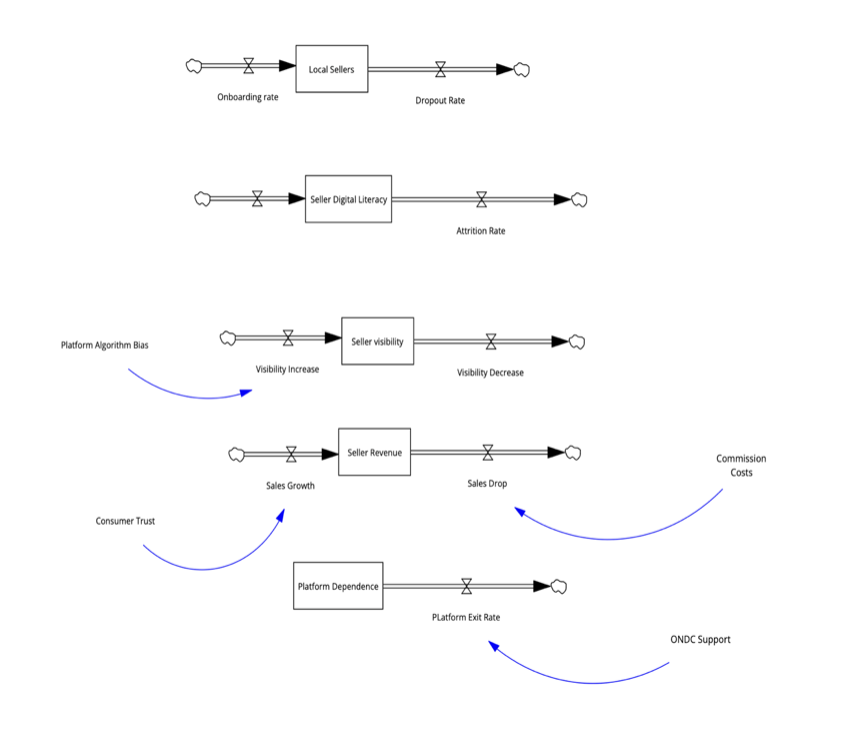 Local Sellers
Onboarding rate
Dropout Rate
Seller Digital Literacy
Attrition Rate
Platform Algorithm Bias
Seller visibility
Visibility Increase
Visibility Decrease
Seller Revenue
Commission
Costs
Sales Growth
Sales Drop
Consumer Trust
Platform Dependence
PLatform Exit Rate
ONDC Support